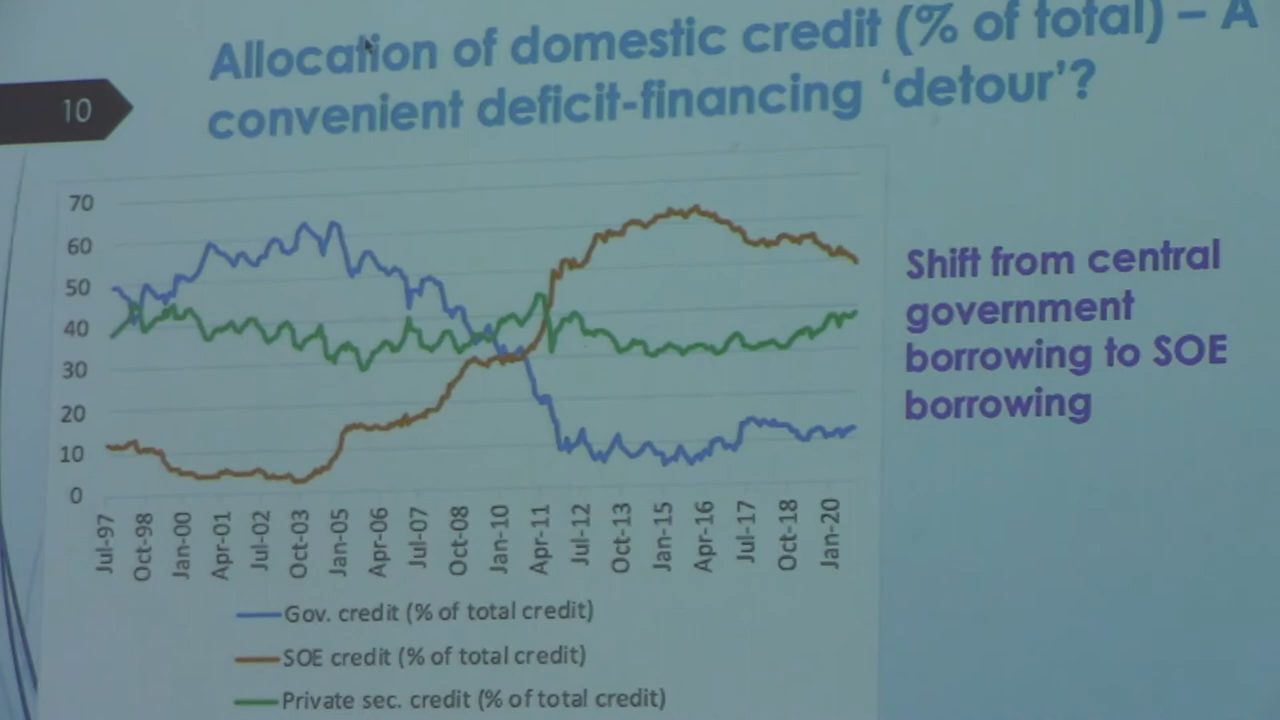 10
Allocation of domestic credit (% of total) – A
convenient deficit-financing ‘detour’?
70
60
50
40
30
20
10
0
Jul-97
Oct-98
Jan-00
Apr-01
Jul-02
Oct-03
Jan-05
Apr-06
Jul-07
Oct-08
Jan-10
Apr-11
Jul-12
Oct-13
Jan-15
Apr-16
Jul-17
Oct-18
Jan-20
Gov. credit (% of total credit)
SOE credit (% of total credit)
Private sec. credit (% of total credit)
Shift from central
government
borrowing to SOE
borrowing